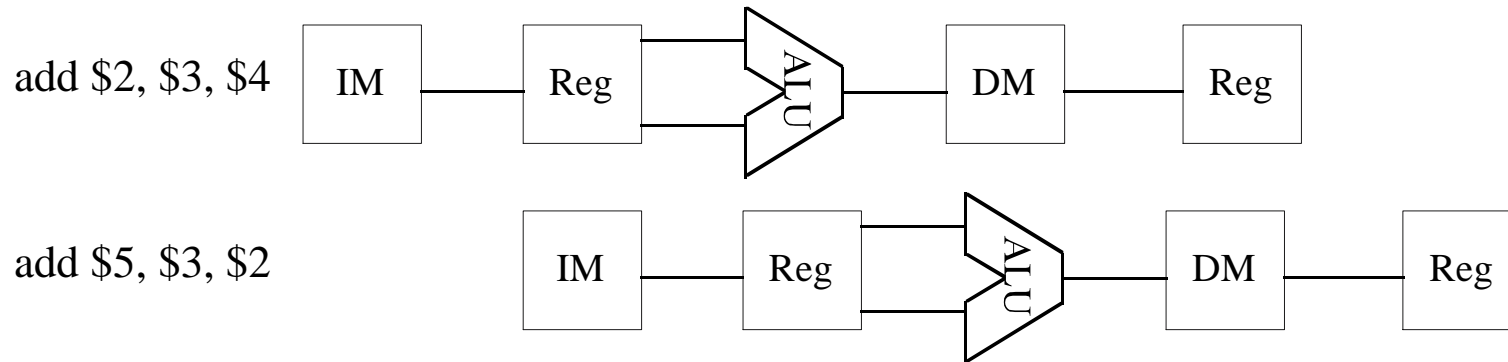 add $2, $3, $4 IM Reg ALU DM Reg
add $5, $3, $2 IM Reg ALU DM Reg